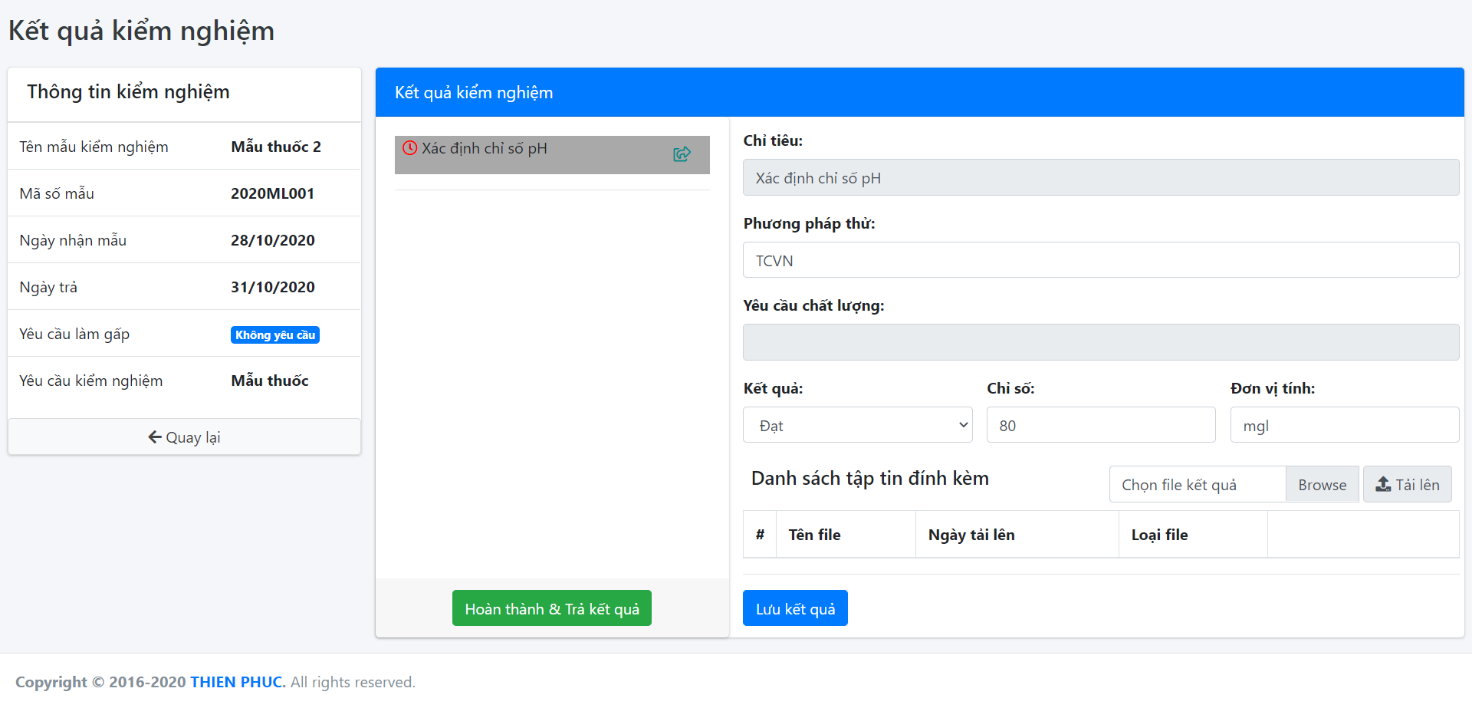 Kết quả kiểm nghiệm
Thông tin kiểm nghiệm
Tên mẫu kiểm nghiệm Mẫu thuốc 2
Mã số mẫu 2020ML001
Ngày nhận mẫu 28/10/2020
Ngày trả 31/10/2020
Yêu cầu làm gấp Không yêu cầu
Yêu cầu kiểm nghiệm Mẫu thuốc
Quay lại
Kết quả kiểm nghiệm
Xác định chỉ số pH
Hoàn thành & Trả kết quả
Chỉ tiêu:
Xác định chỉ số pH
Phương pháp thử:
TCVN
Yêu cầu chất lượng:
Kết quả: Chỉ số: Đơn vị tính:
Đạt 80 mgl
Danh sách tập tin đính kèm Chọn file kết quả Browse Tải lên
# Tên file Ngày tải lên Loại file
Lưu kết quả
Copyright © 2016-2020 THIEN PHUC. All rights reserved.